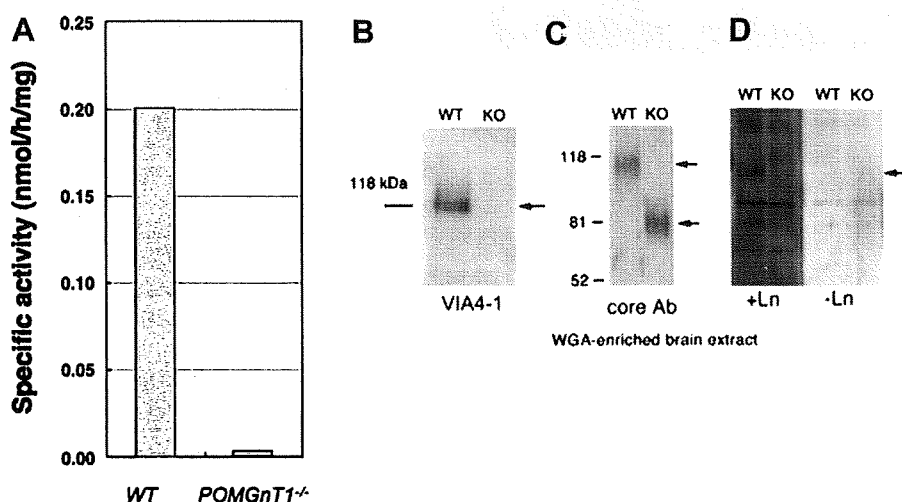 A
B
C
D
Specific activity (nmol/h/mg)
0.25
0.20
0.15
0.10
0.05
0.00
WT
POMGnT1-/-
WT KO
118 kDa
VIA4-1
WT KO
118
81
52
core Ab
WT KO WT KO
+Ln -Ln
WGA-enriched brain extract